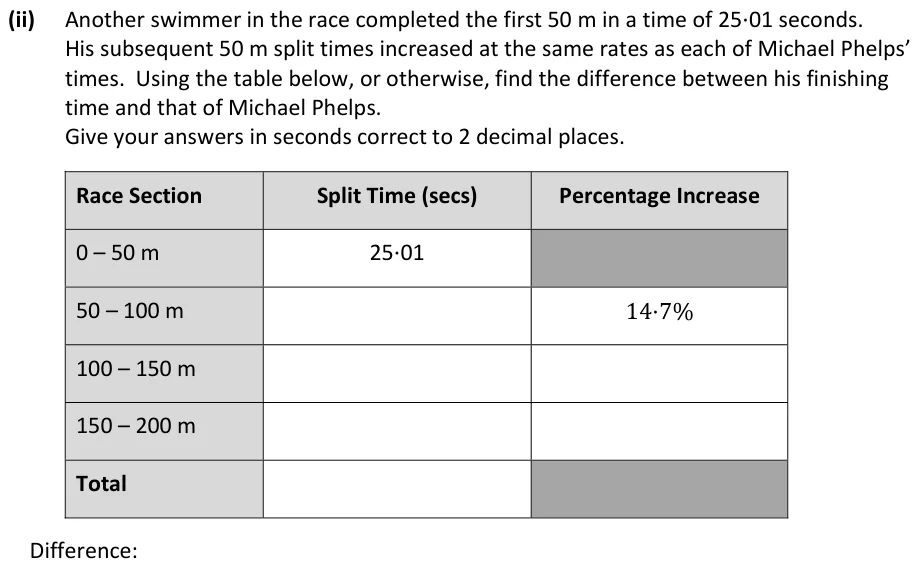 (ii) Another swimmer in the race completed the first 50 m in a time of 25·01 seconds.
His subsequent 50 m split times increased at the same rates as each of Michael Phelps’
times. Using the table below, or otherwise, find the difference between his finishing
time and that of Michael Phelps.
Give your answers in seconds correct to 2 decimal places.
Race Section Split Time (secs) Percentage Increase
0 – 50 m 25·01
50 – 100 m 14·7%
100 – 150 m
150 – 200 m
Total
Difference: